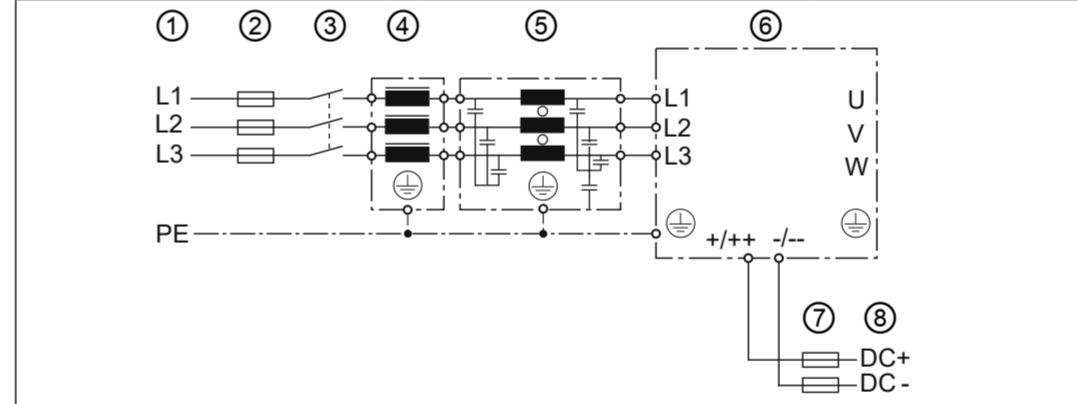 ① ② ③ ④ ⑤ ⑥
L1 L1 U
L2 L2 V
L3 L3 W
PE
+/++ -/--
⑦ ⑧
DC+
DC -